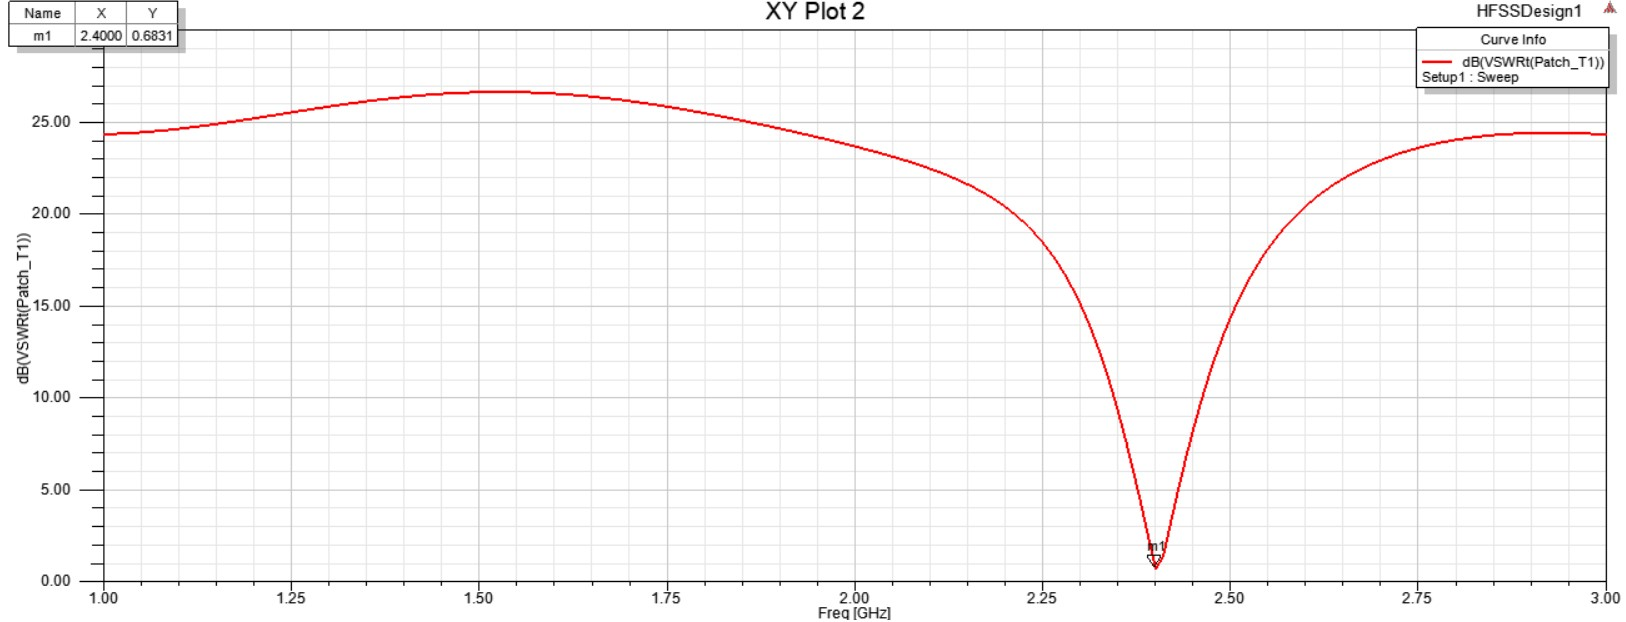 XY Plot 2
HFSSDesign1
Name X Y
m1 2.4000 0.6831
Curve Info
dB(VSWRt(Patch_T1))
Setup1 : Sweep
dB(VSWRt(Patch_T1))
25.00
20.00
15.00
10.00
5.00
0.00
m1
1.00 1.25 1.50 1.75 2.00 2.25 2.50 2.75 3.00
Freq [GHz]